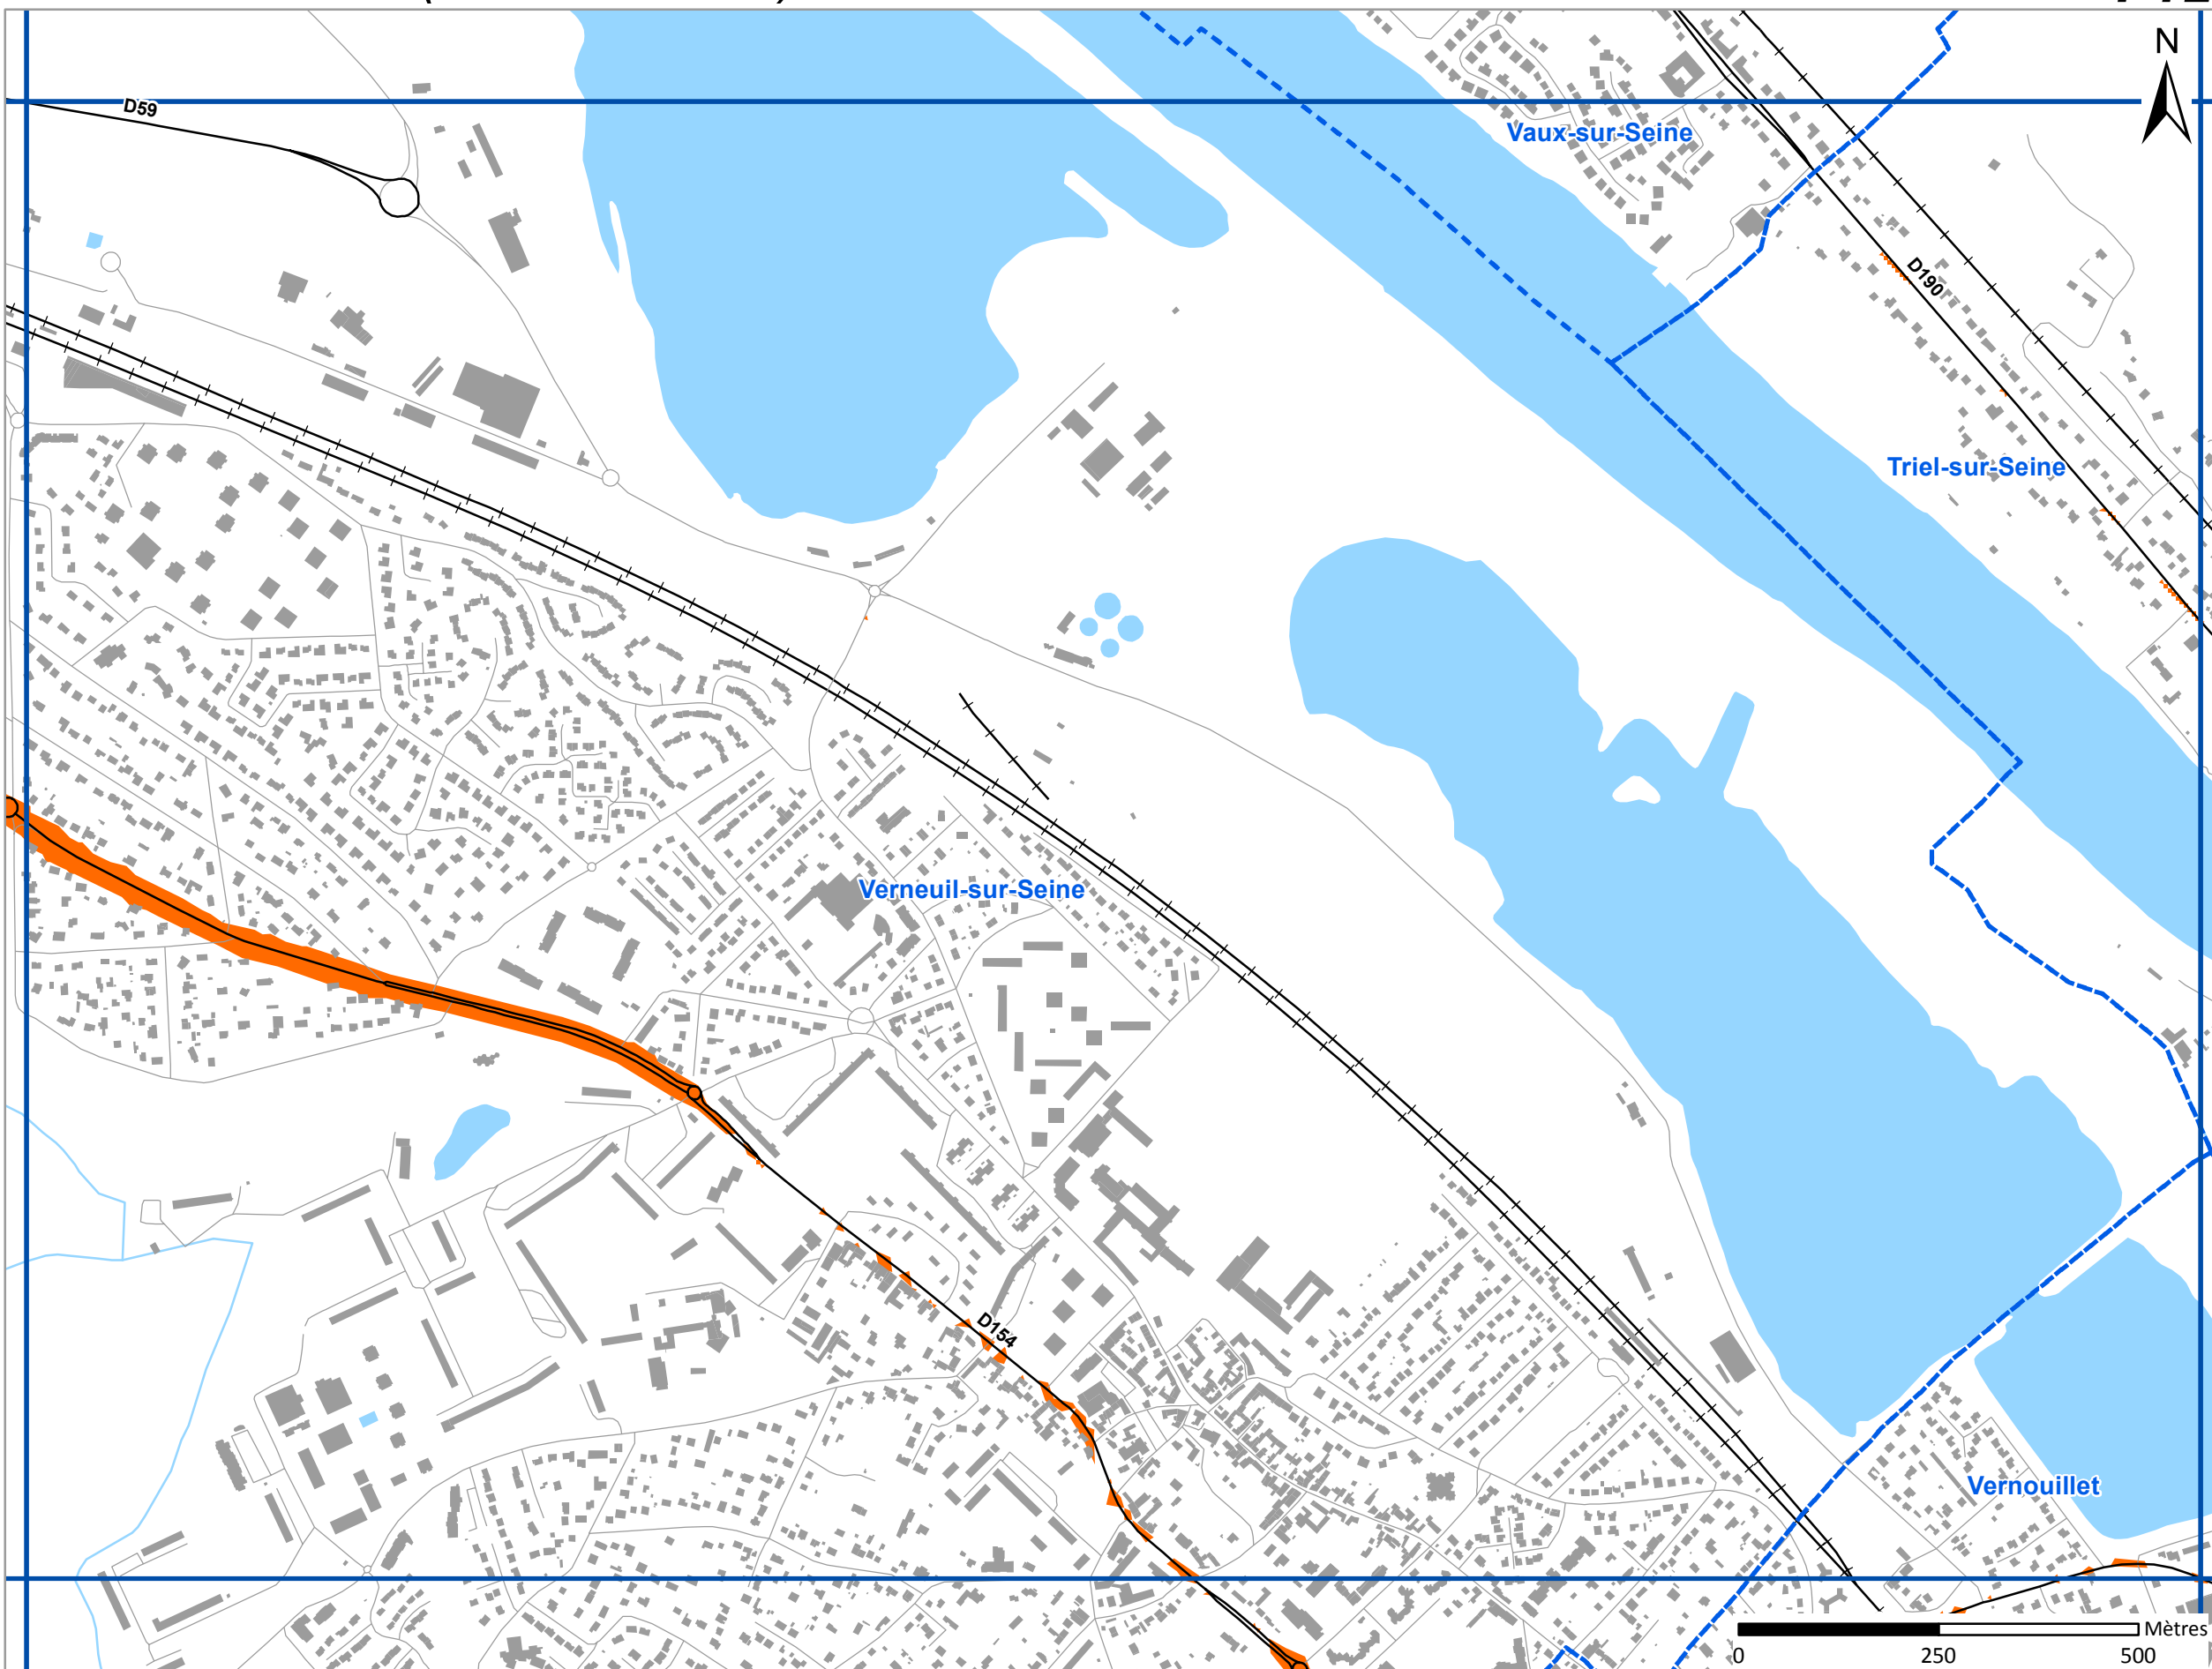 N
D59
Vaux-sur-Seine
D190
Triel-sur-Seine
Verneuil-sur-Seine
D154
Vernouillet
Mètres
0 250 500